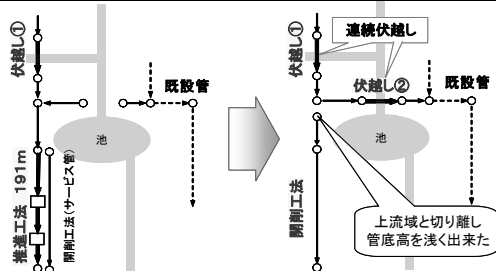 伏越し①
既設管
池
推進工法 191m
開削工法(サービス管)
連続伏越し
伏越し①
伏越し②
既設管
池
開削工法
上流域と切り離し
管底高を浅く出来た